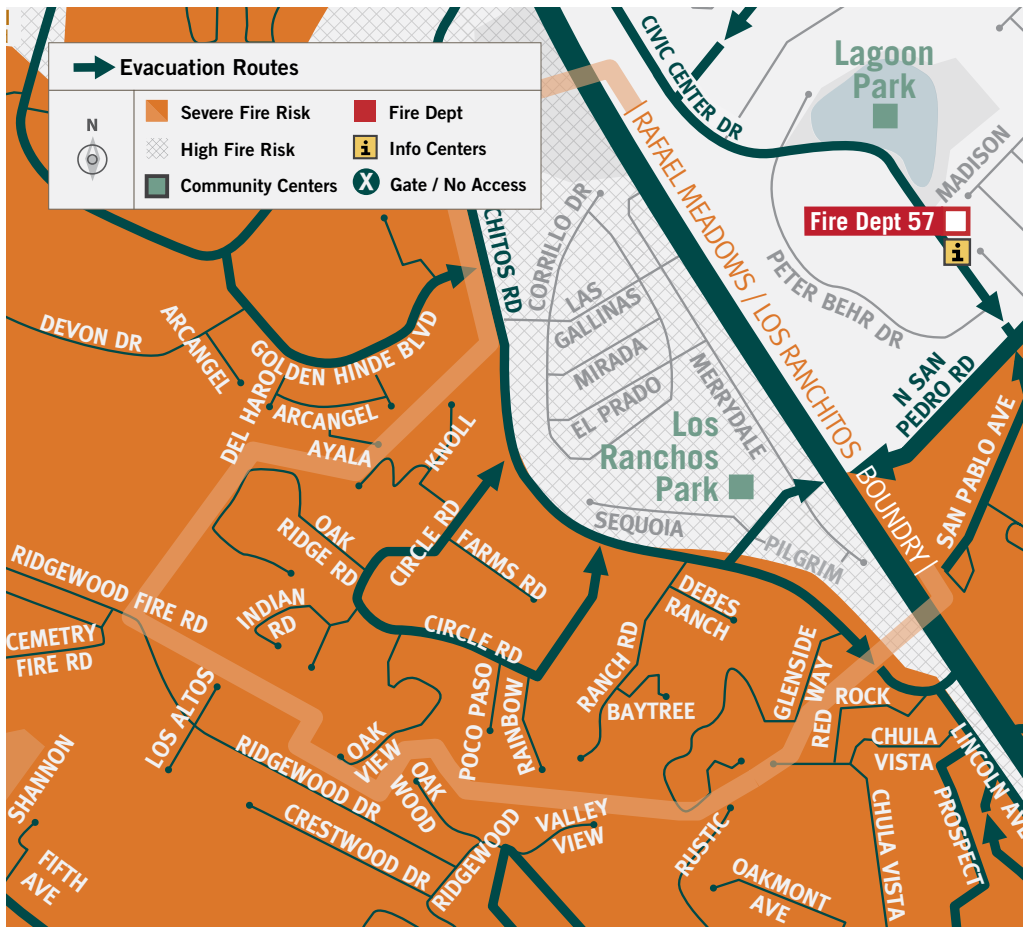 Evacuation Routes
N
Severe Fire Risk
High Fire Risk
Community Centers
Fire Dept
i
Info Centers
X
Gate / No Access
CIVIC CENTER DR
Lagoon
Park
MADISON
Fire Dept 57
i
PETER BEHR DR
RAFAEL MEADOWS / LOS RANCHITOS
BOUNDRY
CHITOS RD
CORRILLO DR
LAS
GALLINAS
MIRADA
EL PRADO
MERRYDALE
N SAN
PEDRO RD
SAN PABLO AVE
Los
Ranchos
Park
SEQUOIA
PILGRIM
DEVON DR
ARCANGEL
GOLDEN HINDE BLVD
DEL HARO
ARCANGEL
AYALA
KNOLL
OAK
RIDGE RD
CIRCLE RD
FARMS RD
RIDGEWOOD FIRE RD
CEMETRY
FIRE RD
INDIAN
RD
CIRCLE RD
DEBES
RANCH
RANCH RD
BAYTREE
GLENSIDE
WAY
RED ROCK
POCO PASO
RAINBOW
LOS ALTOS
OAK
VIEW
OAK
WOOD
RIDGEWOOD DR
CRESTWOOD DR
RIDGEWOOD
VALLEY
VIEW
RUSTIC
OAKMONT
AVE
CHULA
VISTA
CHULA VISTA
PROSPECT
LINCOLN AVE
SHANNON
FIFTH
AVE